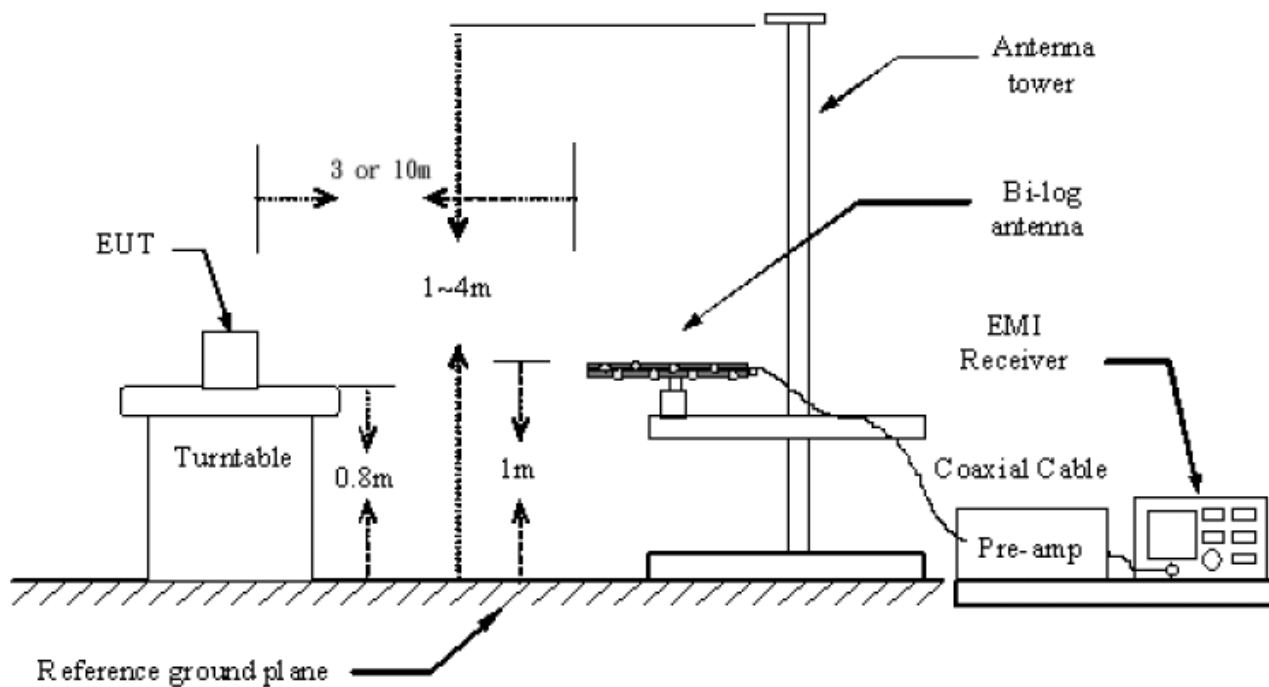 Antenna
tower
3 or 10m
Bi-log
antenna
EUT
1~4m
EMI
Receiver
Turntable
0.8m
1m
Coaxial Cable
Pre-amp
Reference ground plane